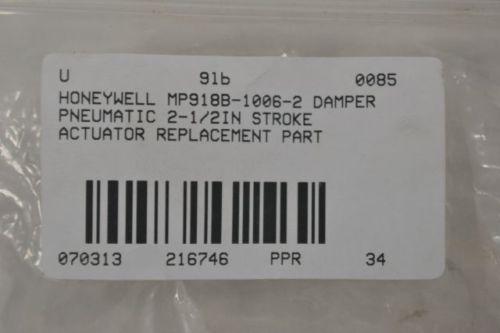 U 91b 0085
HONEYWELL MP918B-1006-2 DAMPER
PNEUMATIC 2-1/2IN STROKE
ACTUATOR REPLACEMENT PART
070313 216746 PPR 34